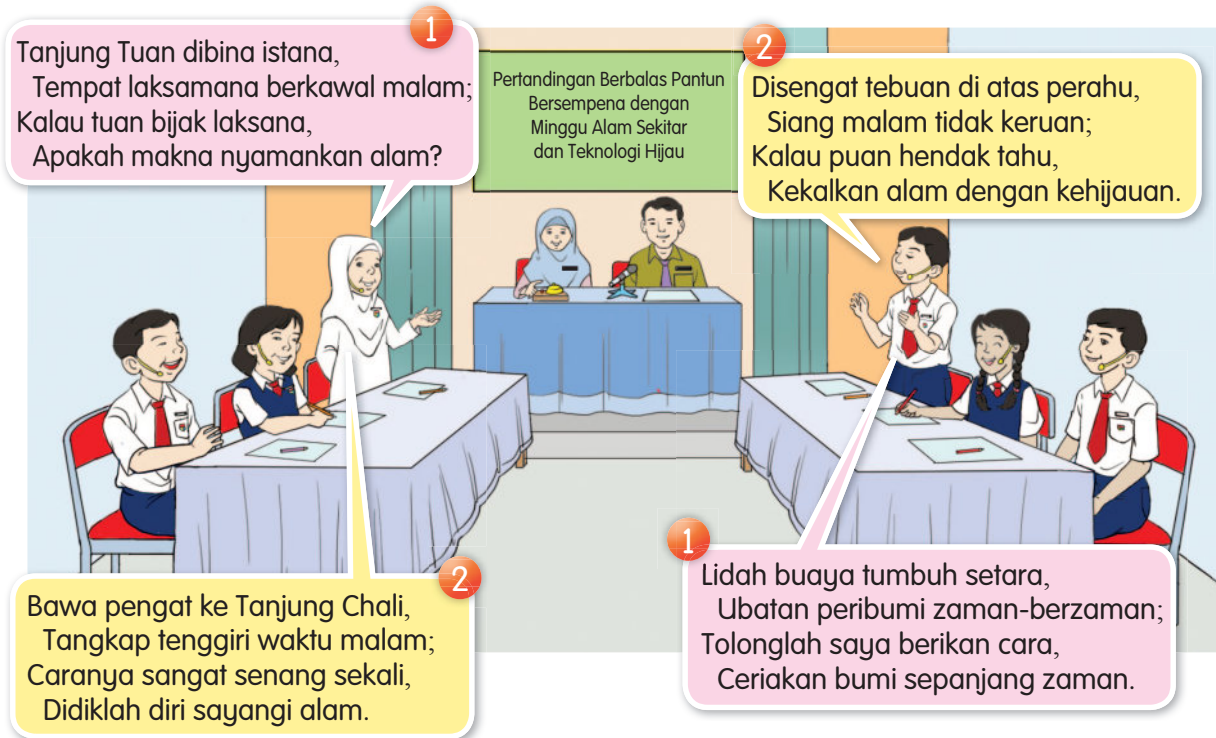 1
Tanjung Tuan dibina istana,
Tempat laksamana berkawal malam;
Kalau tuan bijak laksana,
Apakah makna nyamankan alam?
Pertandingan Berbalas Pantun
Bersempena dengan
Minggu Alam Sekitar
dan Teknologi Hijau
2
Disengat tebuan di atas perahu,
Siang malam tidak keruan;
Kalau puan hendak tahu,
Kekalkan alam dengan kehijauan.
2
Bawa pengat ke Tanjung Chali,
Tangkap tenggiri waktu malam;
Caranya sangat senang sekali,
Didiklah diri sayangi alam.
1
Lidah buaya tumbuh setara,
Ubatan peribumi zaman-berzaman;
Tolonglah saya berikan cara,
Ceriakan bumi sepanjang zaman.